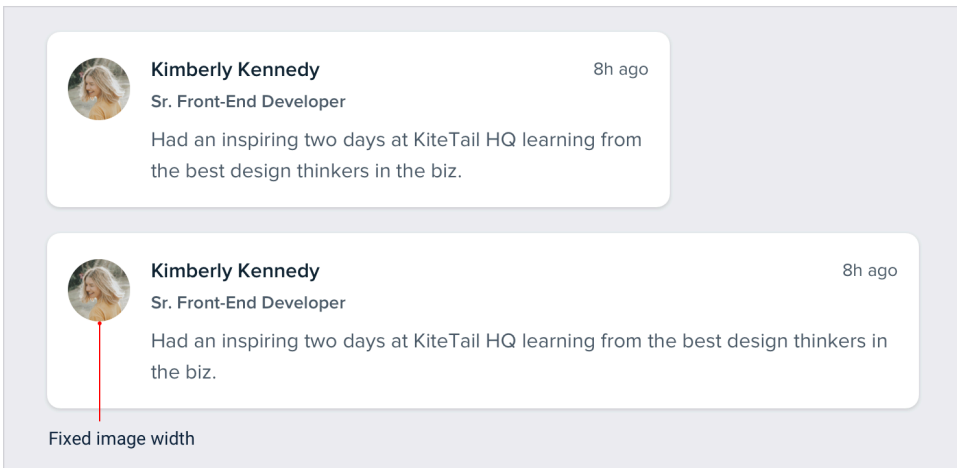 Kimberly Kennedy
8h ago
Sr. Front-End Developer
Had an inspiring two days at KiteTail HQ learning from
the best design thinkers in the biz.
Kimberly Kennedy
8h ago
Sr. Front-End Developer
Had an inspiring two days at KiteTail HQ learning from the best design thinkers in
the biz.
Fixed image width